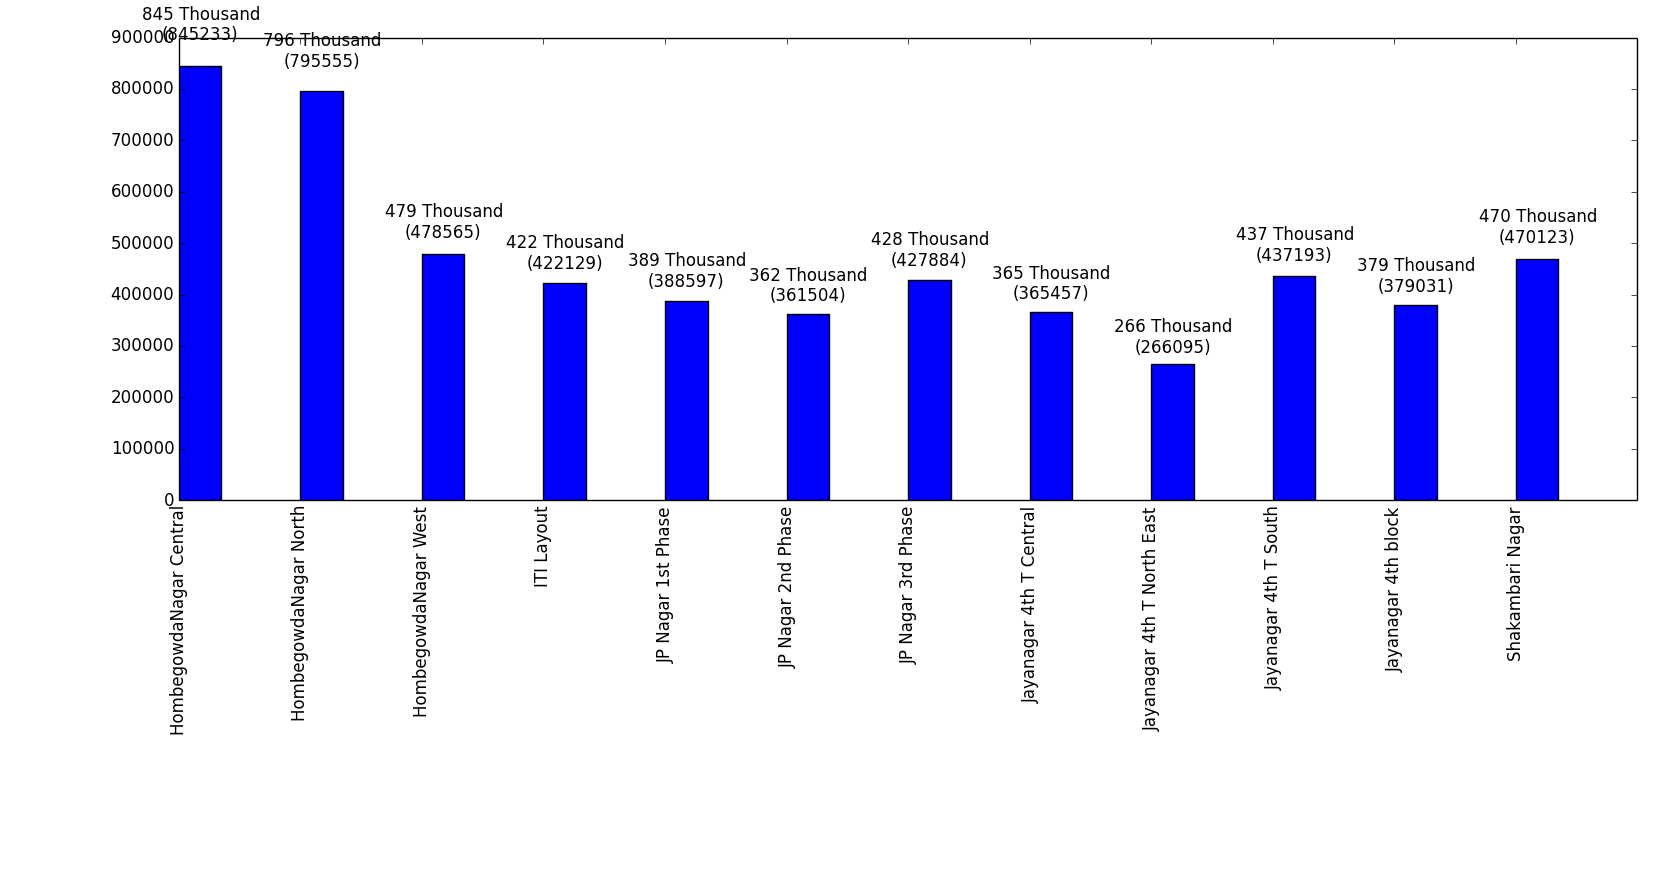 845 Thousand
(845233)
796 Thousand
(795555)
479 Thousand
(478565)
422 Thousand
(422129)
389 Thousand
(388597)
362 Thousand
(361504)
428 Thousand
(427884)
365 Thousand
(365457)
266 Thousand
(266095)
437 Thousand
(437193)
379 Thousand
(379031)
470 Thousand
(470123)
900000
800000
700000
600000
500000
400000
300000
200000
100000
0
HombegowdaNagar Central
HombegowdaNagar North
HombegowdaNagar West
ITI Layout
JP Nagar 1st Phase
JP Nagar 2nd Phase
JP Nagar 3rd Phase
Jayanagar 4th T Central
Jayanagar 4th T North East
Jayanagar 4th T South
Jayanagar 4th block
Shakambari Nagar